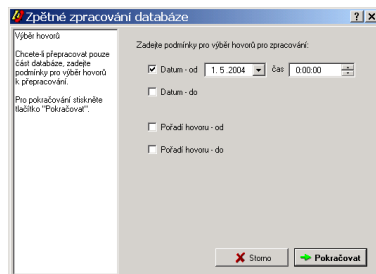 Zpětné zpracování databáze
Výběr hovorů
Chcete-li přepracovat pouze
část databáze, zadejte
podmínky pro výběr hovorů
k přepracování.
Pro pokračování stiskněte
tlačítko "Pokračovat".
Zadejte podmínky pro výběr hovorů pro zpracování:
Datum - od 1. 5. 2004 čas 0:00:00
Datum - do
Pořadí hovoru - od
Pořadí hovoru - do
Storno Pokračovat